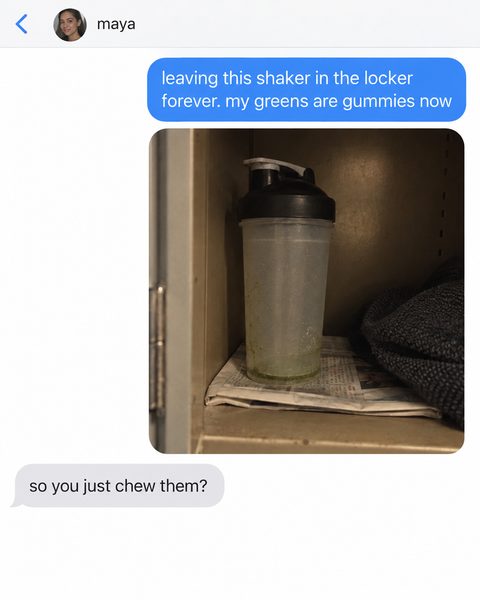 maya
leaving this shaker in the locker
forever. my greens are gummies now
so you just chew them?